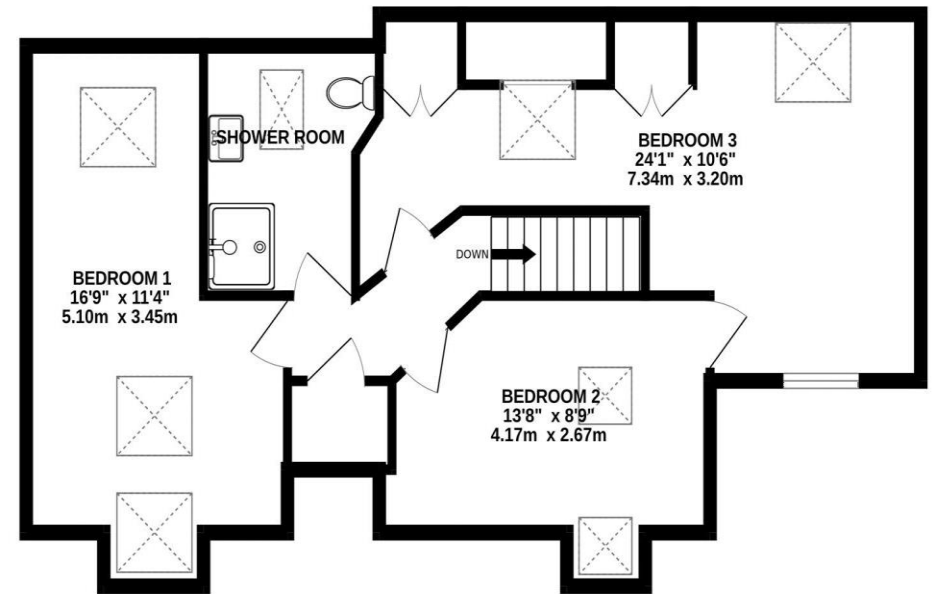 SHOWER ROOM
BEDROOM 3
24'1" x 10'6"
7.34m x 3.20m
DOWN
BEDROOM 1
16'9" x 11'4"
5.10m x 3.45m
BEDROOM 2
13'8" x 8'9"
4.17m x 2.67m